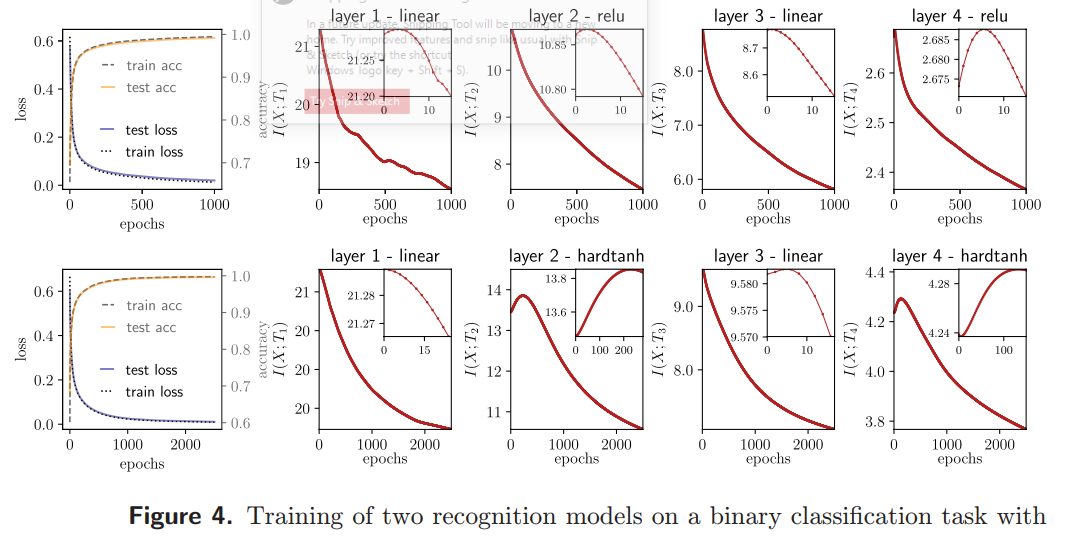 In a future update, Snipping Tool will be moving to a new
home. Try improved features and snip like usual with Snip
& Sketch (or try the shortcut
Windows logo key + Shift + S).
Try Snip & Sketch
layer 1 - linear
layer 2 - relu
layer 3 - linear
layer 4 - relu
loss
0.6
0.4
0.2
0.0
train acc
test acc
test loss
train loss
1.0
0.9
0.8
0.7
accuracy
0 500 1000
epochs
I(X; T₁)
21
20
19
21.25
21.20
0 10
0 500 1000
epochs
I(X; T₂)
10
8
10.85
10.80
0 10
0 500 1000
epochs
I(X; T₃)
8.0
7.0
6.0
8.7
8.6
0 10
0 500 1000
epochs
I(X; T₄)
2.6
2.5
2.4
2.685
2.680
2.675
0 10
0 500 1000
epochs
layer 1 - linear
layer 2 - hardtanh
layer 3 - linear
layer 4 - hardtanh
loss
0.6
0.4
0.2
0.0
train acc
test acc
test loss
train loss
1.0
0.9
0.8
0.7
0.6
accuracy
0 1000 2000
epochs
I(X; T₁)
21
20
20
20
21.28
21.27
0 15
0 1000 2000
epochs
I(X; T₂)
14
13
12
11
13.8
13.6
0 100 200
0 1000 2000
epochs
I(X; T₃)
9.0
8.0
9.580
9.575
9.570
0 10
0 1000 2000
epochs
I(X; T₄)
4.4
4.2
4.0
3.8
4.28
4.24
0 100
0 1000 2000
epochs
Figure 4. Training of two recognition models on a binary classification task with